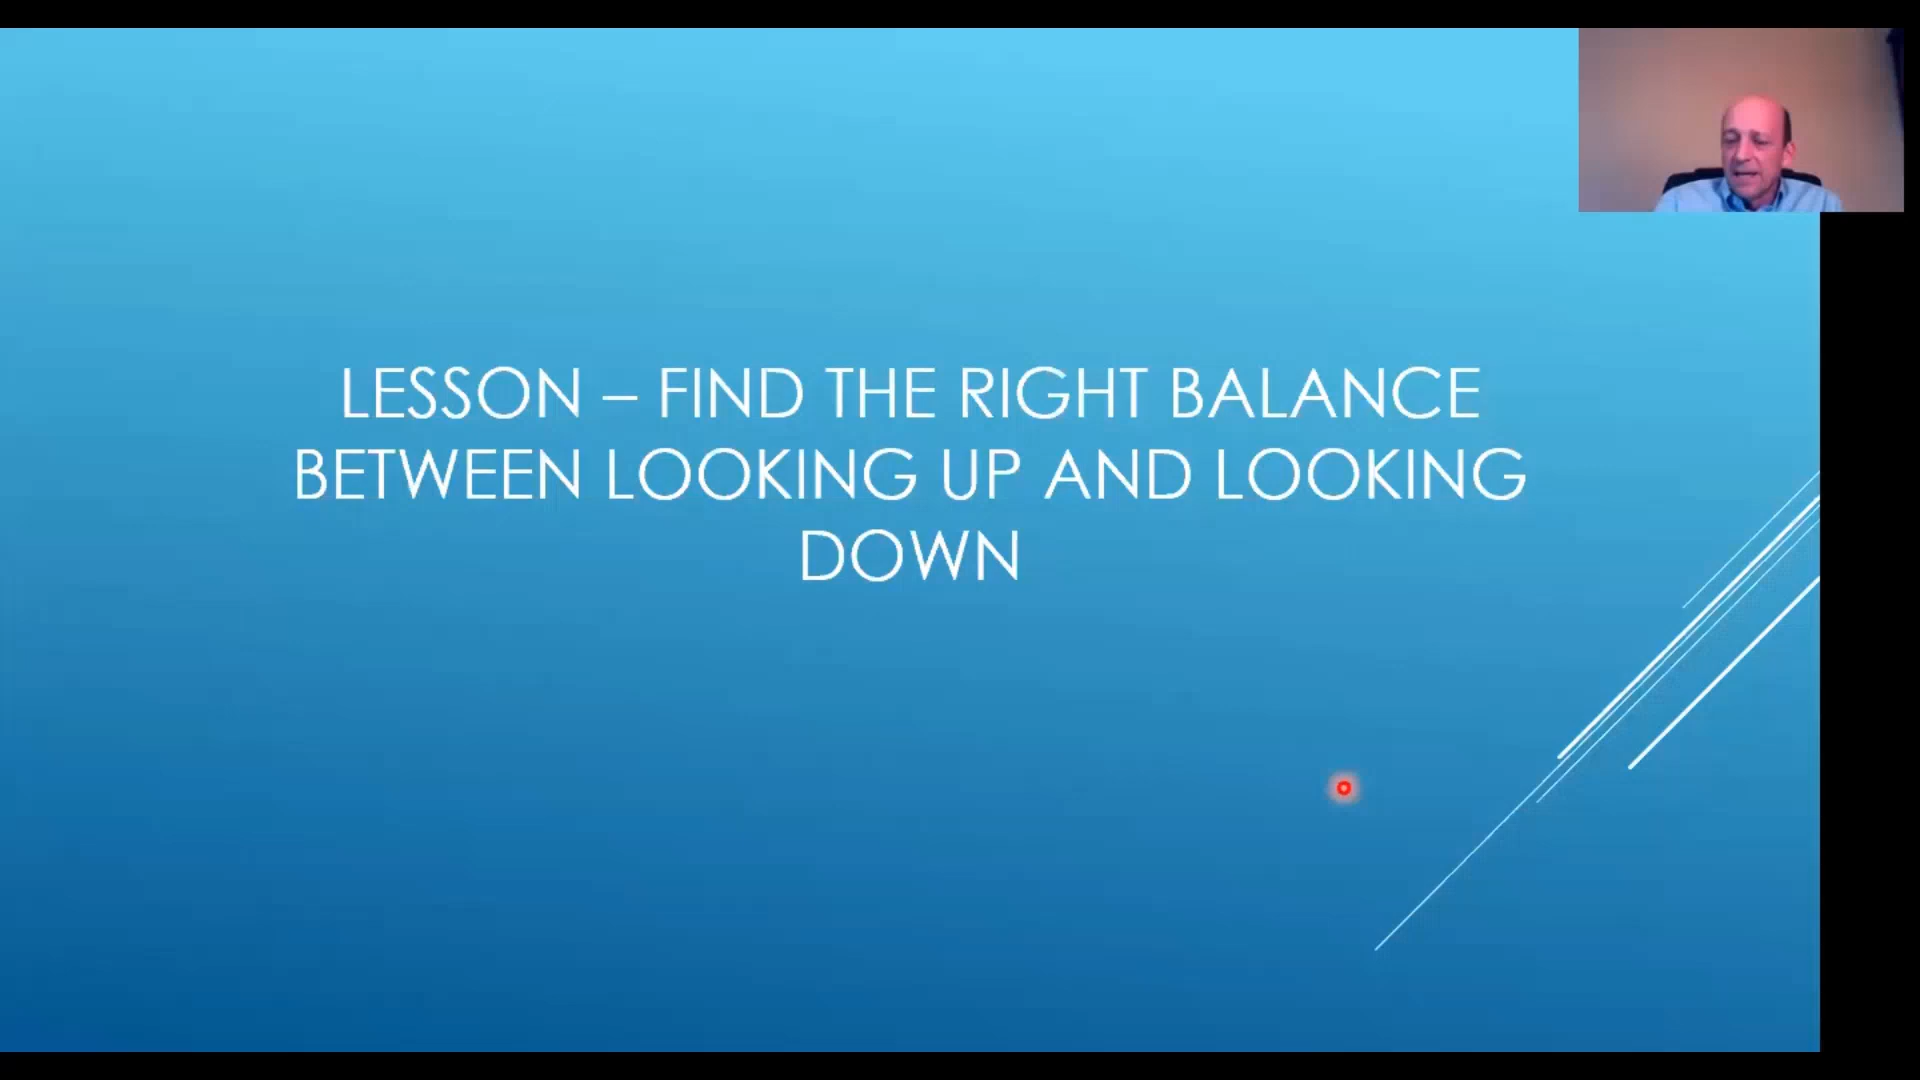 LESSON – FIND THE RIGHT BALANCE
BETWEEN LOOKING UP AND LOOKING
DOWN